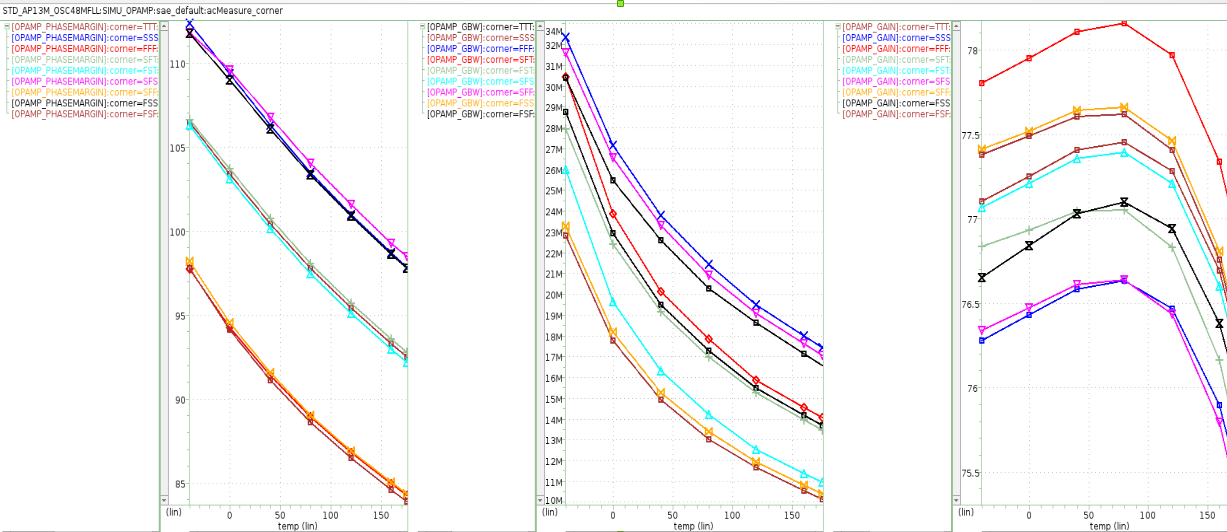 STD_AP13M_OSC48MFLL:SIMU_OPAMP:sae_default:acMeasure_corner
[OPAMP_PHASEMARGIN]:corner=TTT:
[OPAMP_PHASEMARGIN]:corner=SSS
[OPAMP_PHASEMARGIN]:corner=FFF:
[OPAMP_PHASEMARGIN]:corner=SFT:
[OPAMP_PHASEMARGIN]:corner=FST:
[OPAMP_PHASEMARGIN]:corner=SFS
[OPAMP_PHASEMARGIN]:corner=SFF:
[OPAMP_PHASEMARGIN]:corner=FSS
[OPAMP_PHASEMARGIN]:corner=FSF:
110
105
100
95
90
85
(lin)
0
50
100
150
temp (lin)
[OPAMP_GBW]:corner=TTT:
[OPAMP_GBW]:corner=SSS
[OPAMP_GBW]:corner=FFF:
[OPAMP_GBW]:corner=SFT:
[OPAMP_GBW]:corner=FST:
[OPAMP_GBW]:corner=SFS
[OPAMP_GBW]:corner=SFF:
[OPAMP_GBW]:corner=FSS
[OPAMP_GBW]:corner=FSF:
34M
32M
31M
30M
28M
27M
26M
25M
24M
23M
22M
21M
20M
19M
18M
17M
16M
15M
14M
13M
12M
11M
10M
(lin)
0
50
100
150
temp (lin)
[OPAMP_GAIN]:corner=TTT:
[OPAMP_GAIN]:corner=SSS
[OPAMP_GAIN]:corner=FFF:
[OPAMP_GAIN]:corner=SFT:
[OPAMP_GAIN]:corner=FST:
[OPAMP_GAIN]:corner=SFS
[OPAMP_GAIN]:corner=SFF:
[OPAMP_GAIN]:corner=FSS
[OPAMP_GAIN]:corner=FSF:
78
77.5
77
76.5
76
75.5
(lin)
0
50
100
150
temp (lin)